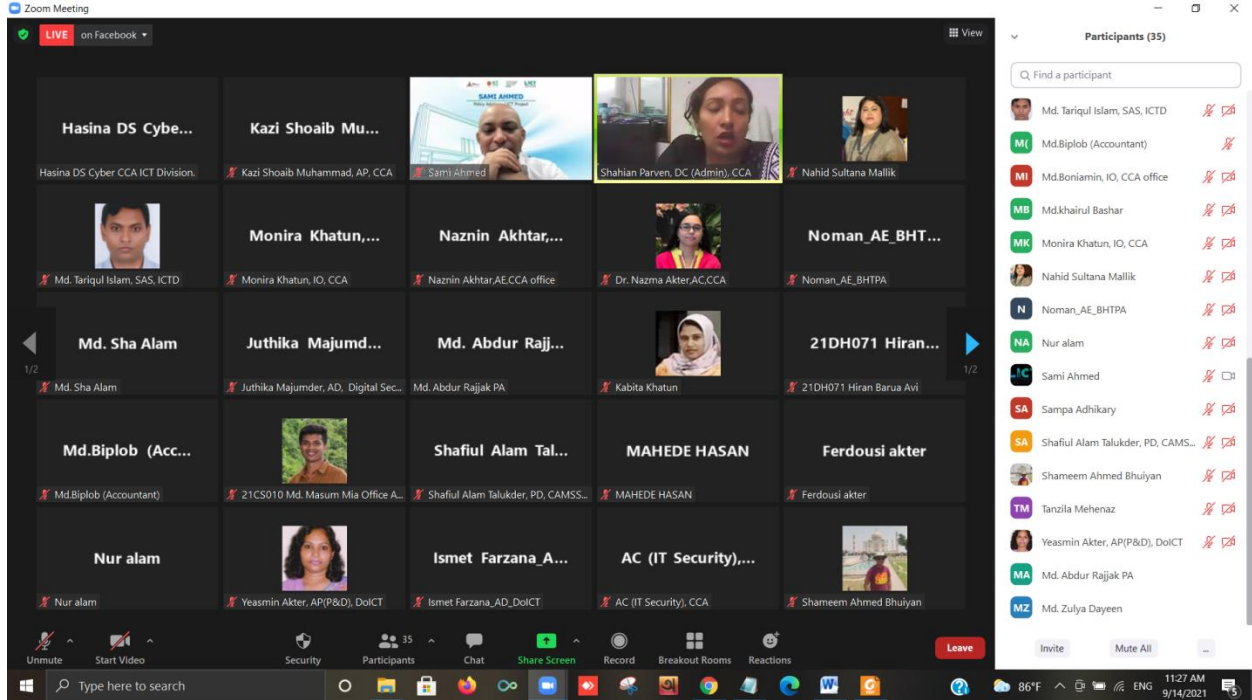 Zoom Meeting
LIVE on Facebook
View
Hasina DS Cybe...
Hasina DS Cyber CCA ICT Division.
Kazi Shoaib Mu...
Kazi Shoaib Muhammad, AP, CCA
SAMI AHMED
Sami Ahmed
Shahian Parven, DC (Admin), CCA
Nahid Sultana Mallik
Md. Tariqul Islam, SAS, ICTD
Monira Khatun,...
Monira Khatun, IO, CCA
Naznin Akhtar,...
Naznin Akhtar,AE,CCA office
Dr. Nazma Akter,AC,CCA
Noman_AE_BHT...
Noman_AE_BHTPA
1/2
Md. Sha Alam
Md. Sha Alam
Juthika Majumd...
Juthika Majumder, AD, Digital Sec...
Md. Abdur Rajj...
Md. Abdur Rajjak PA
Kabita Khatun
21DH071 Hiran...
21DH071 Hiran Barua Avi
1/2
Md.Biplob (Acc...
Md.Biplob (Accountant)
21CS010 Md. Masum Mia Office A...
Shafiul Alam Tal...
Shafiul Alam Talukder, PD, CAMSS...
MAHEDE HASAN
MAHEDE HASAN
Ferdousi akter
Ferdousi akter
Nur alam
Nur alam
Yeasmin Akter, AP(P&D), DoICT
Ismet Farzana_A...
Ismet Farzana_AD_DoICT
AC (IT Security),...
AC (IT Security), CCA
Shameem Ahmed Bhuiyan
Unmute
Start Video
Security
Participants
35
Chat
Share Screen
Record
Breakout Rooms
Reactions
Leave
Participants (35)
Find a participant
Md. Tariqul Islam, SAS, ICTD
M( Md.Biplob (Accountant)
MI Md.Boniamin, IO, CCA office
MB Md.khairul Bashar
MK Monira Khatun, IO, CCA
Nahid Sultana Mallik
N Noman_AE_BHTPA
NA Nur alam
Sami Ahmed
SA Sampa Adhikary
SA Shafiul Alam Talukder, PD, CAMS...
Shameem Ahmed Bhuiyan
TM Tanzila Mehenaz
Yeasmin Akter, AP(P&D), DoICT
MA Md. Abdur Rajjak PA
MZ Md. Zulya Dayeen
Invite
Mute All
...
Type here to search
86°F
ENG
11:27 AM
9/14/2021